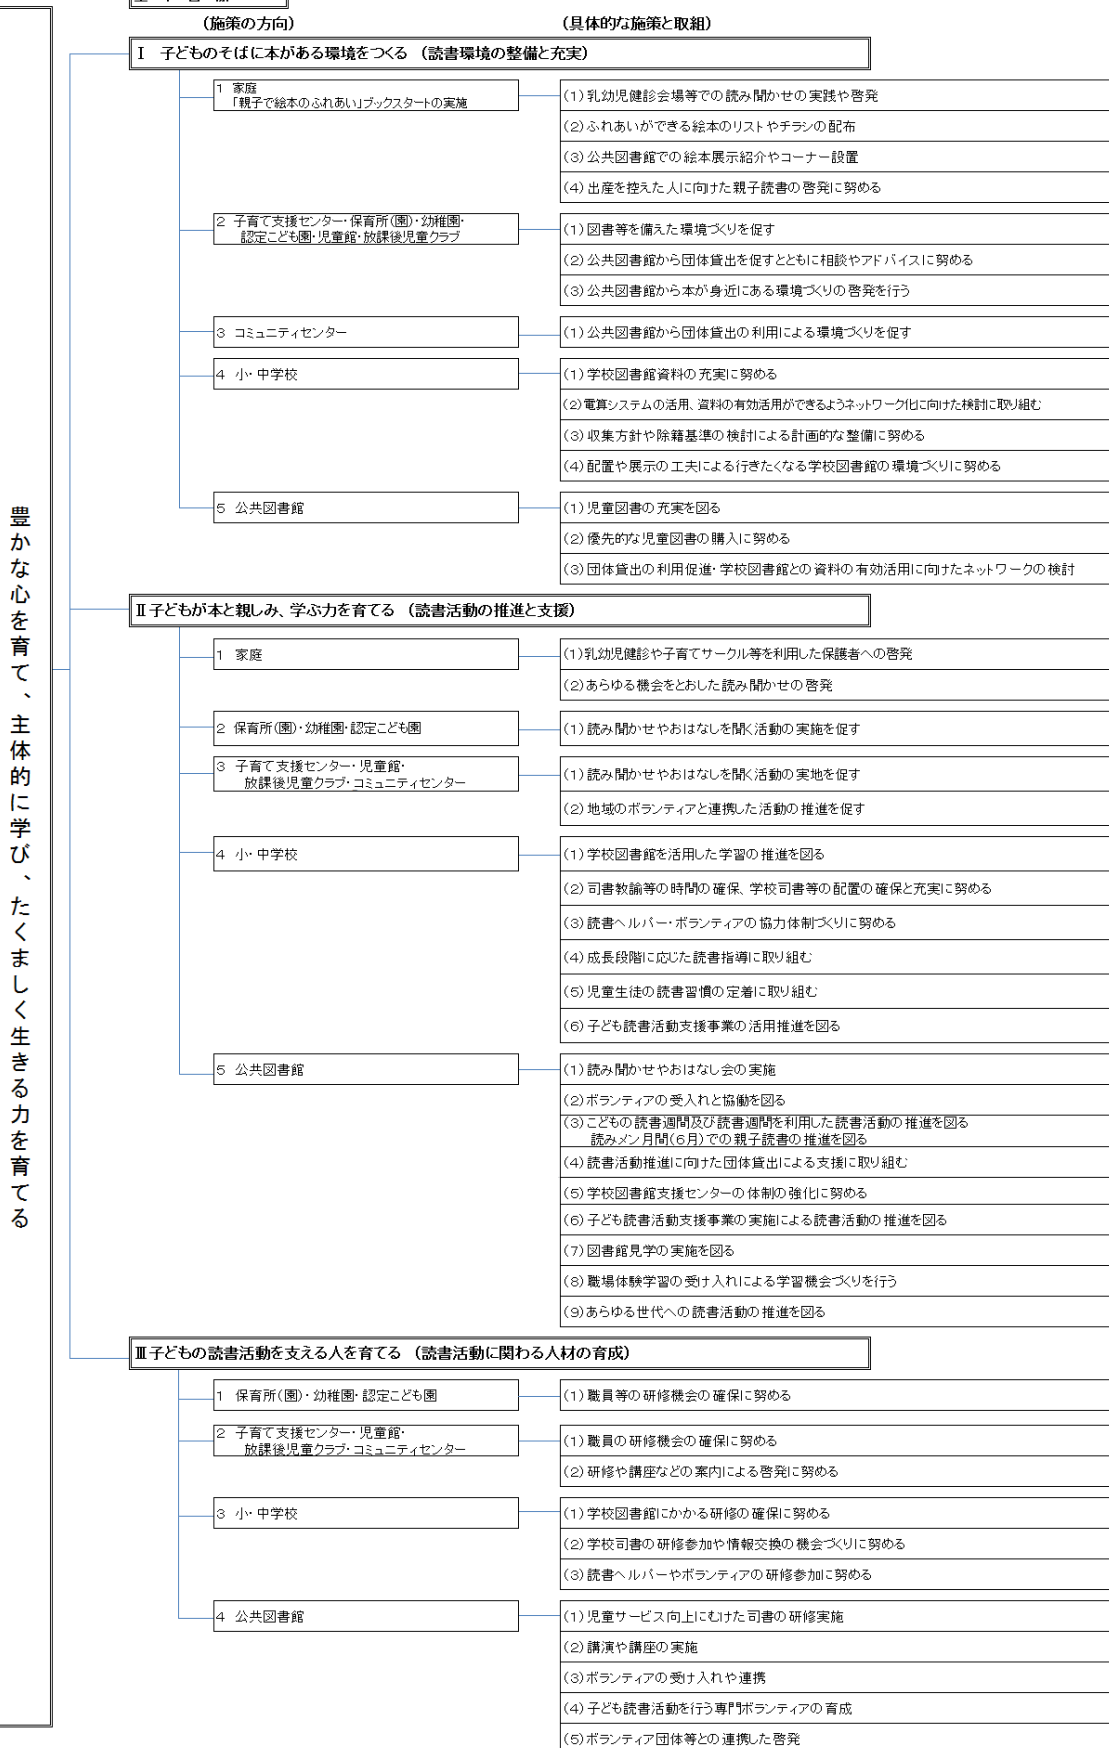 (施策の方向)
(具体的な施策と取組)
豊かな心を育て、主体的に学び、たくましく生きる力を育てる
Ⅰ 子どものそばに本がある環境をつくる (読書環境の整備と充実)
1 家庭
「親子で絵本のふれあい」ブックスタートの実施
(1)乳幼児健診会場等での読み聞かせの実践や啓発
(2)ふれあいができる絵本のリストやチラシの配布
(3)公共図書館での絵本展示紹介やコーナー設置
(4)出産を控えた人に向けた親子読書の啓発に努める
2 子育て支援センター・保育所(園)・幼稚園・
認定こども園・児童館・放課後児童クラブ
(1)図書等を備えた環境づくりを促す
(2)公共図書館から団体貸出を促すとともに相談やアドバイスに努める
(3)公共図書館から本が身近にある環境づくりの啓発を行う
3 コミュニティセンター
(1)公共図書館から団体貸出の利用による環境づくりを促す
4 小・中学校
(1)学校図書館資料の充実に努める
(2)電算システムの活用、資料の有効活用ができるようネットワーク化に向けた検討に取り組む
(3)収集方針や除籍基準の検討による計画的な整備に努める
(4)配置や展示の工夫による行きたくなる学校図書館の環境づくりに努める
5 公共図書館
(1)児童図書の充実を図る
(2)優先的な児童図書の購入に努める
(3)団体貸出の利用促進・学校図書館との資料の有効活用に向けたネットワークの検討
Ⅱ子どもが本と親しみ、学ぶ力を育てる (読書活動の推進と支援)
1 家庭
(1)乳幼児健診や子育てサークル等を利用した保護者への啓発
(2)あらゆる機会をとおした読み聞かせの啓発
2 保育所(園)・幼稚園・認定こども園
(1)読み聞かせやおはなしを聞く活動の実施を促す
3 子育て支援センター・児童館・
放課後児童クラブ・コミュニティセンター
(1)読み聞かせやおはなしを聞く活動の実地を促す
(2)地域のボランティアと連携した活動の推進を促す
4 小・中学校
(1)学校図書館を活用した学習の推進を図る
(2)司書教諭等の時間の確保、学校司書等の配置の確保と充実に努める
(3)読書ヘルパー・ボランティアの協力体制づくりに努める
(4)成長段階に応じた読書指導に取り組む
(5)児童生徒の読書習慣の定着に取り組む
(6)子ども読書活動支援事業の活用推進を図る
5 公共図書館
(1)読み聞かせやおはなし会の実施
(2)ボランティアの受入れと協働を図る
(3)こどもの読書週間及び読書週間を利用した読書活動の推進を図る
読みメン月間(6月)での親子読書の推進を図る
(4)読書活動推進に向けた団体貸出による支援に取り組む
(5)学校図書館支援センターの体制の強化に努める
(6)子ども読書活動支援事業の実施による読書活動の推進を図る
(7)図書館見学の実施を図る
(8)職場体験学習の受け入れによる学習機会づくりを行う
(9)あらゆる世代への読書活動の推進を図る
Ⅲ子どもの読書活動を支える人を育てる (読書活動に関わる人材の育成)
1 保育所(園)・幼稚園・認定こども園
(1)職員等の研修機会の確保に努める
2 子育て支援センター・児童館・
放課後児童クラブ・コミュニティセンター
(1)職員の研修機会の確保に努める
(2)研修や講座などの案内による啓発に努める
3 小・中学校
(1)学校図書館にかかる研修の確保に努める
(2)学校司書の研修参加や情報交換の機会づくりに努める
(3)読書ヘルパーやボランティアの研修参加に努める
4 公共図書館
(1)児童サービス向上にむけた司書の研修実施
(2)講演や講座の実施
(3)ボランティアの受け入れや連携
(4)子ども読書活動を行う専門ボランティアの育成
(5)ボランティア団体等との連携した啓発